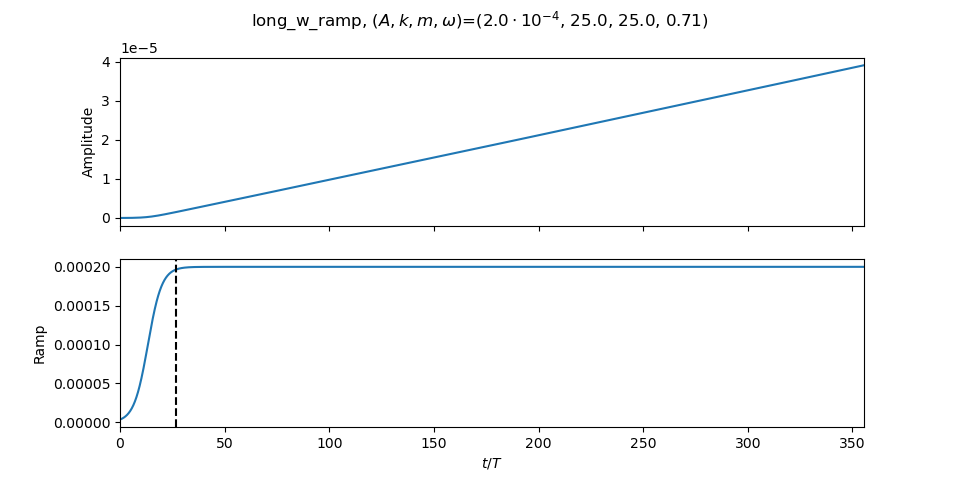 long_w_ramp, (A, k, m, ω)=(2.0 · 10⁻⁴, 25.0, 25.0, 0.71)
1e−5
4
3
2
1
0
Amplitude
0.00020
0.00015
0.00010
0.00005
0.00000
Ramp
0 50 100 150 200 250 300 350
t/T